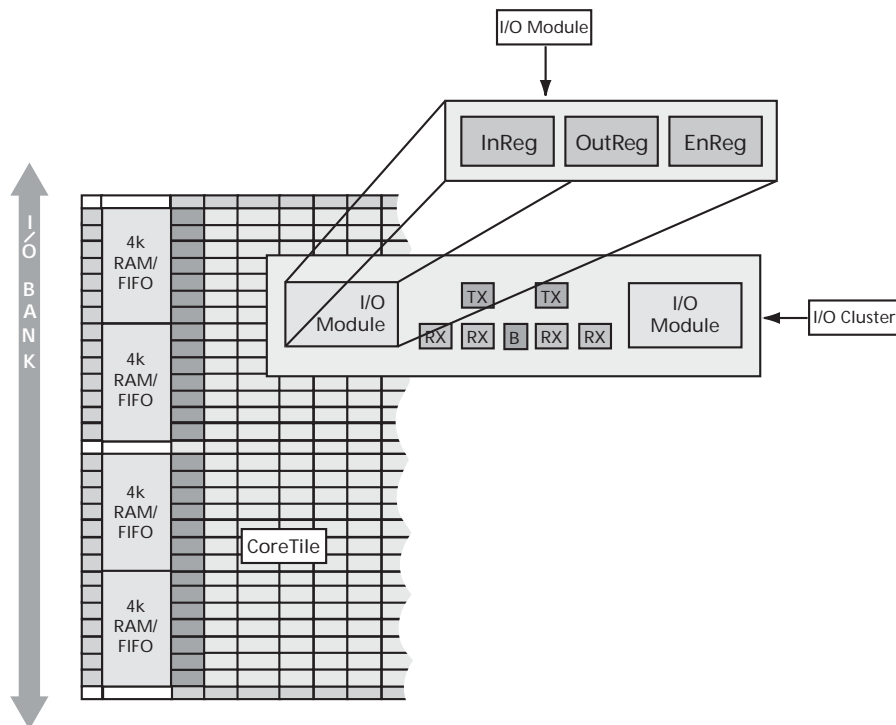 I/O Module
InReg
OutReg
EnReg
I/O BANK
4k
RAM/
FIFO
I/O
Module
TX
TX
I/O
Module
RX
RX
B
RX
RX
I/O Cluster
4k
RAM/
FIFO
4k
RAM/
FIFO
CoreTile
4k
RAM/
FIFO